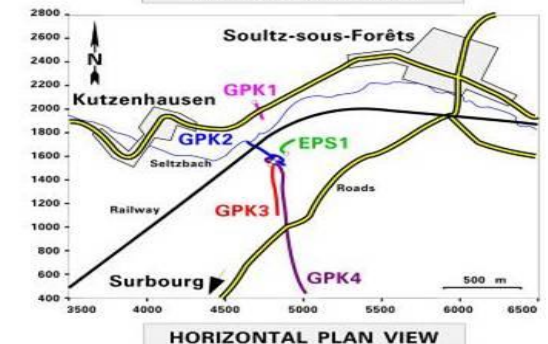 2800
2600
2400
2200
2000
1800
1600
1400
1200
1000
800
600
400
N
Soultz-sous-Forêts
Kutzenhausen
GPK1
GPK2
EPS1
Seltzbach
Roads
Railway
GPK3
Surbourg
GPK4
500 m
3500 4000 4500 5000 5500 6000 6500
HORIZONTAL PLAN VIEW